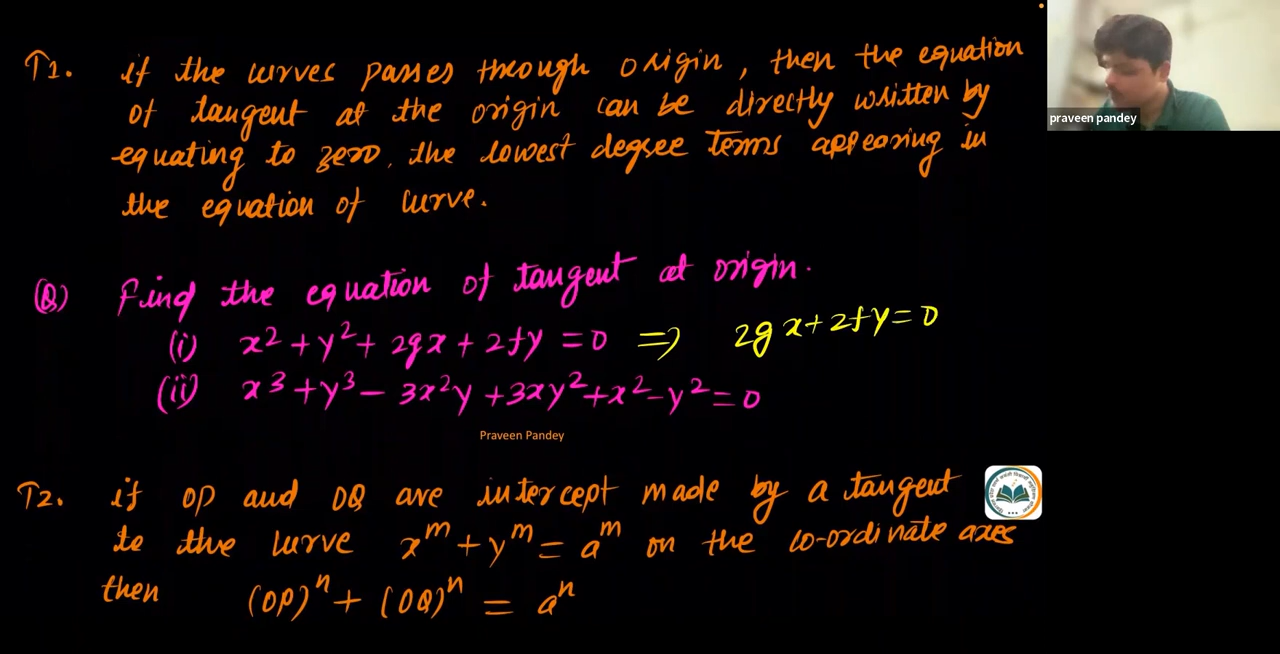 T1. if the curves passes through origin, then the equation
of tangent at the origin can be directly written by
equating to zero, the lowest degree terms appearing in
the equation of curve.
praveen pandey
(Q) Find the equation of tangent at origin.
(i) x² + y² + 2gx + 2fy = 0 ⇒ 2gx + 2fy = 0
(ii) x³ + y³ - 3x²y + 3xy² + x² - y² = 0
Praveen Pandey
T2. if OP and OQ are intercept made by a tangent
to the curve x^m + y^m = a^m on the co-ordinate axes
then (OP)^n + (OQ)^n = a^n